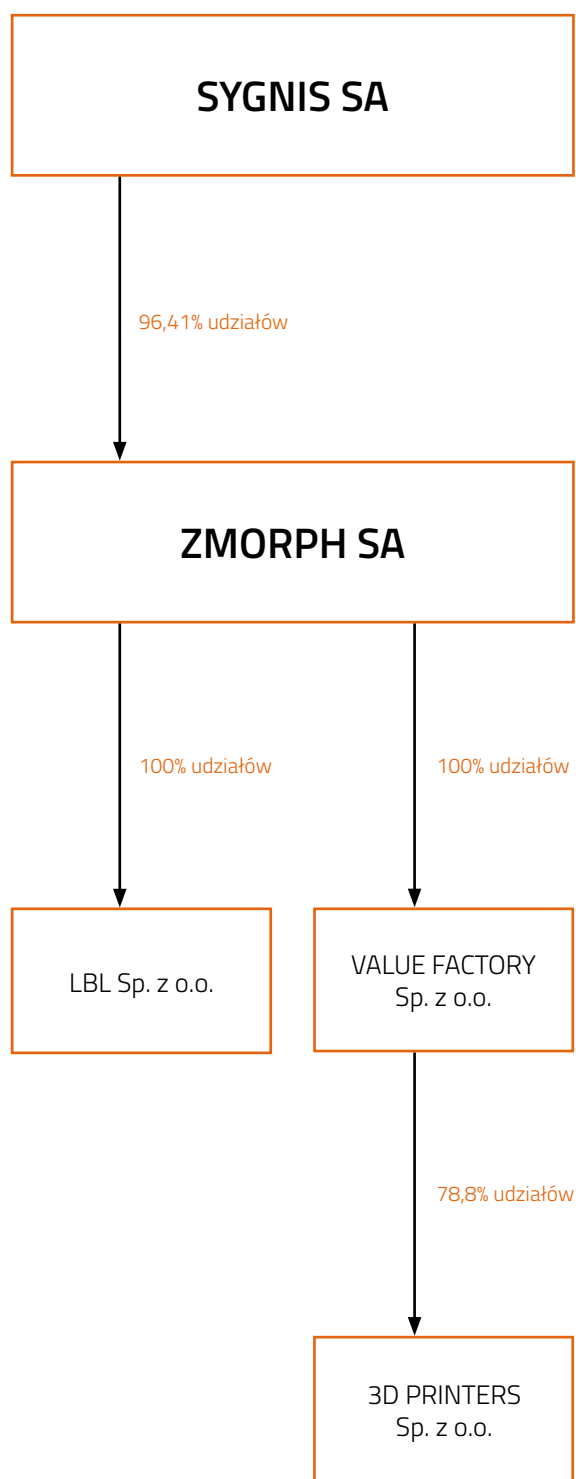 SYGNIS SA
96,41% udziałów
ZMORPH SA
100% udziałów
100% udziałów
LBL Sp. z o.o.
VALUE FACTORY
Sp. z o.o.
78,8% udziałów
3D PRINTERS
Sp. z o.o.